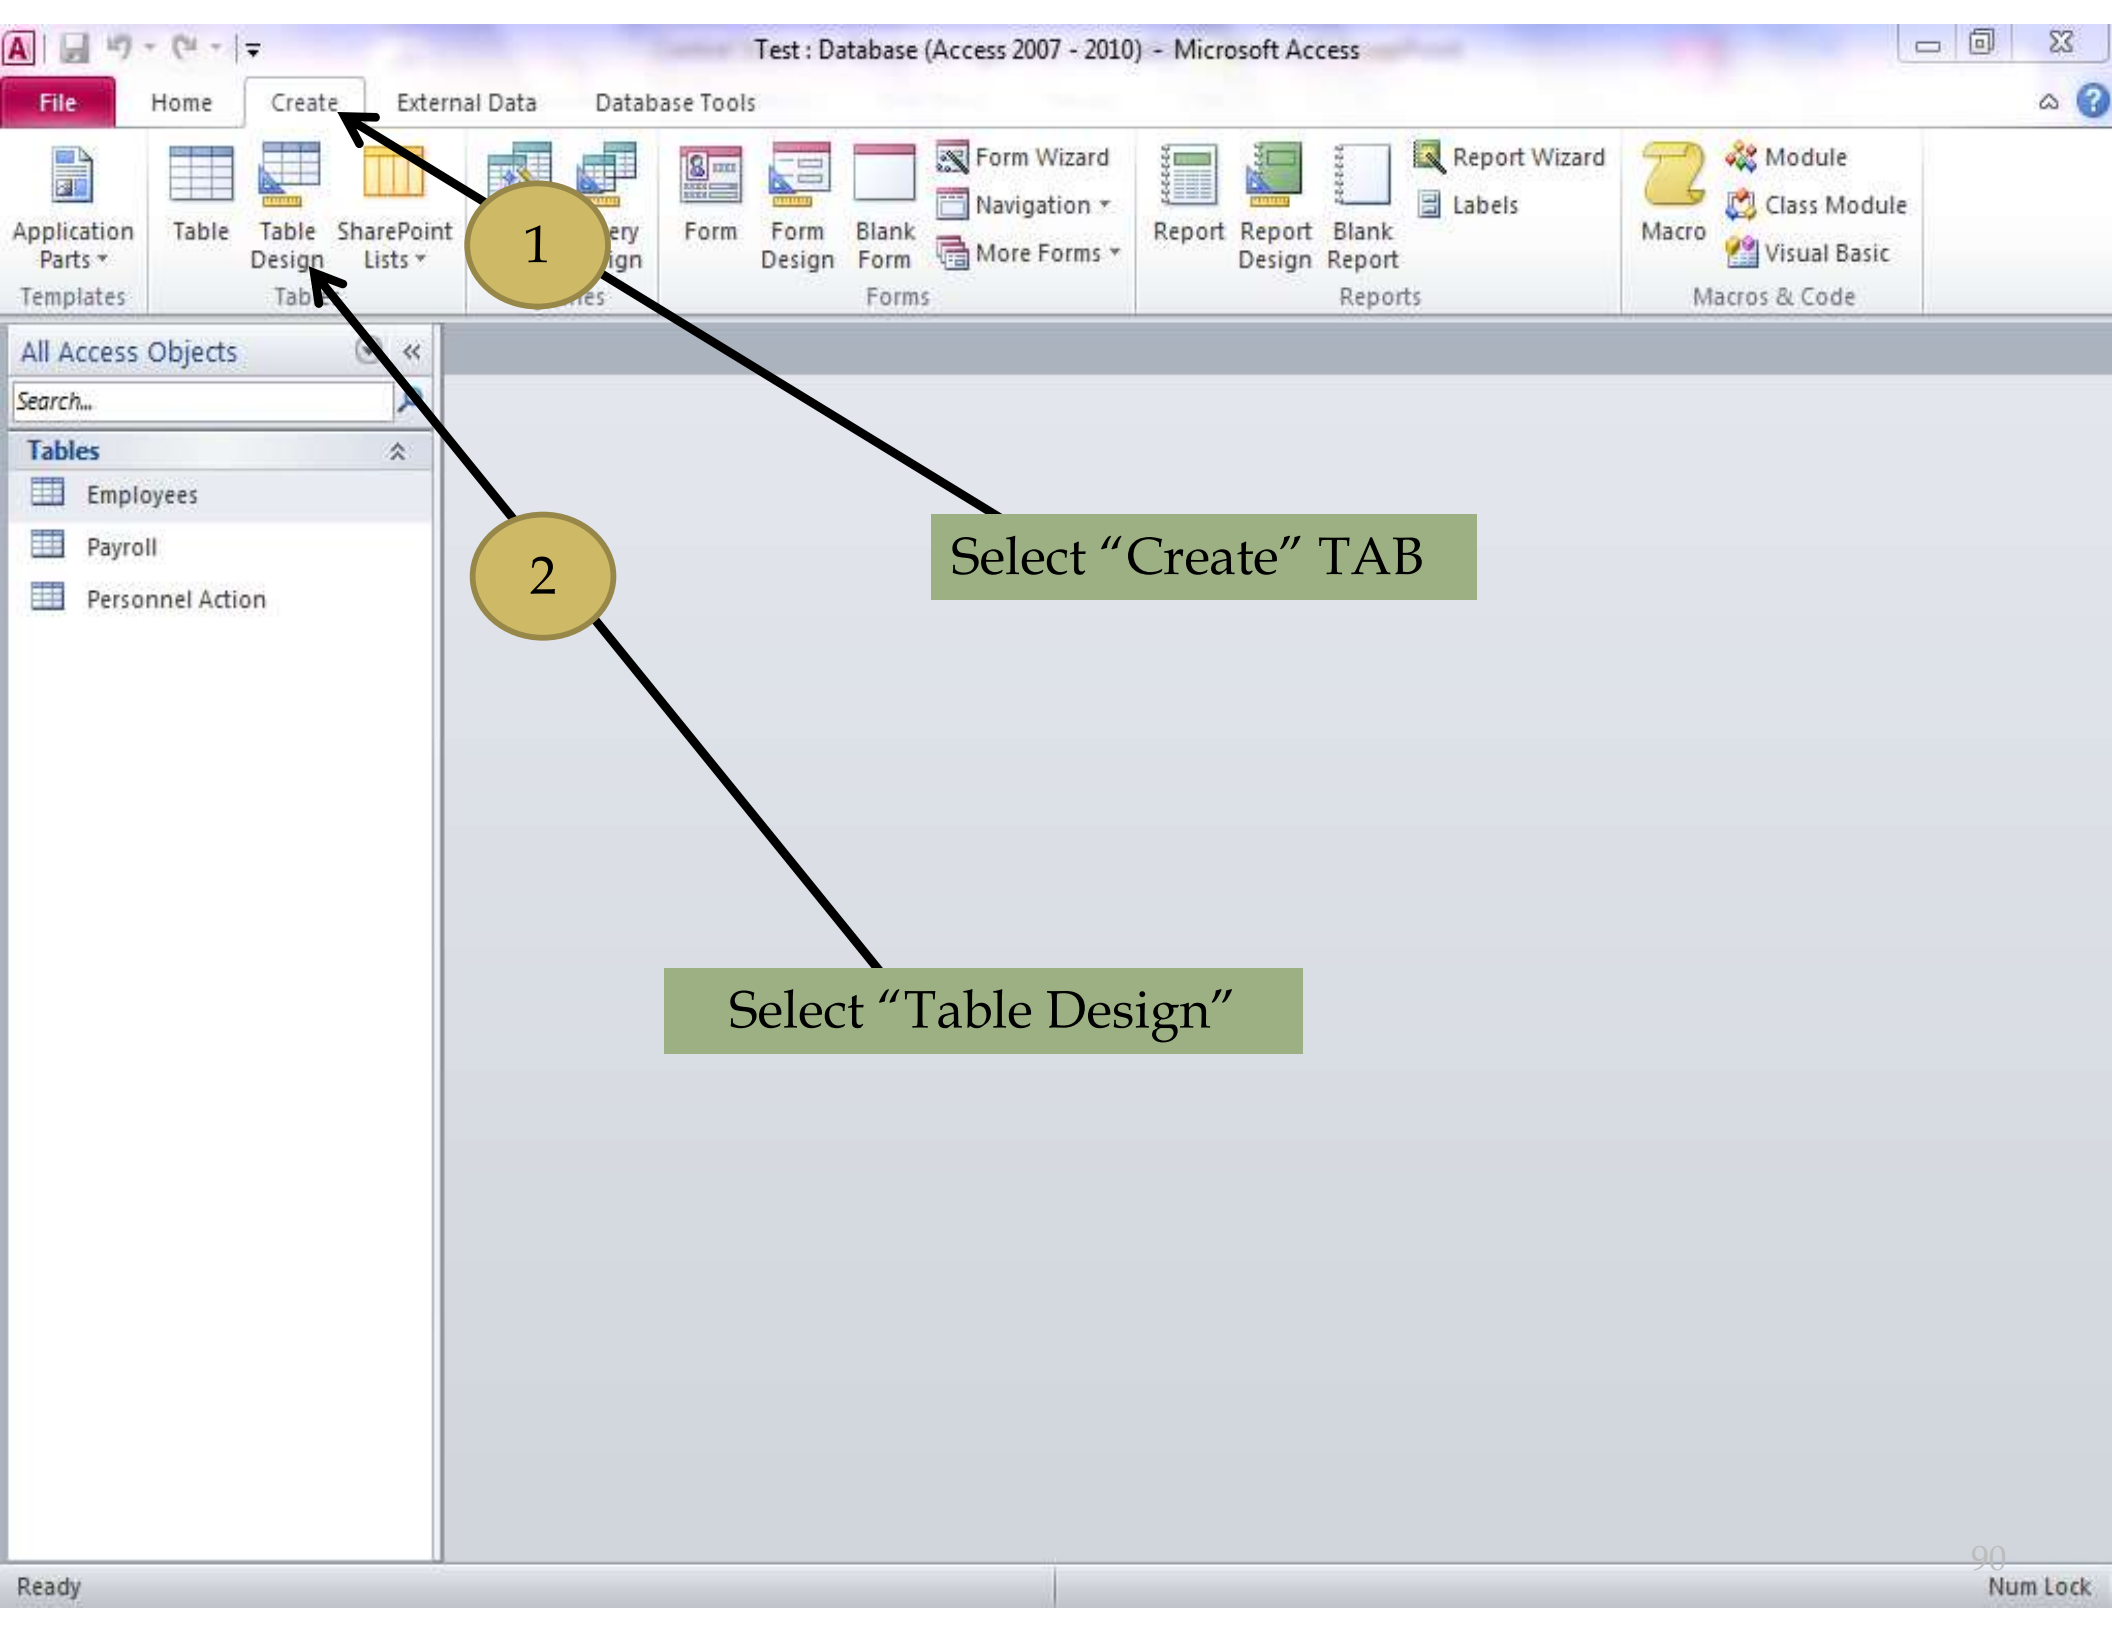 Test : Database (Access 2007 - 2010) - Microsoft Access
File Home Create External Data Database Tools
Application Parts
Table
Table Design
SharePoint Lists
Form
Form Design
Blank Form
Form Wizard
Navigation
More Forms
Report
Report Design
Blank Report
Report Wizard
Labels
Macro
Module
Class Module
Visual Basic
Templates
Forms
Reports
Macros & Code
1
All Access Objects
Search...
Tables
Employees
Payroll
Personnel Action
2
Select “Create” TAB
Select “Table Design”
90
Ready
Num Lock